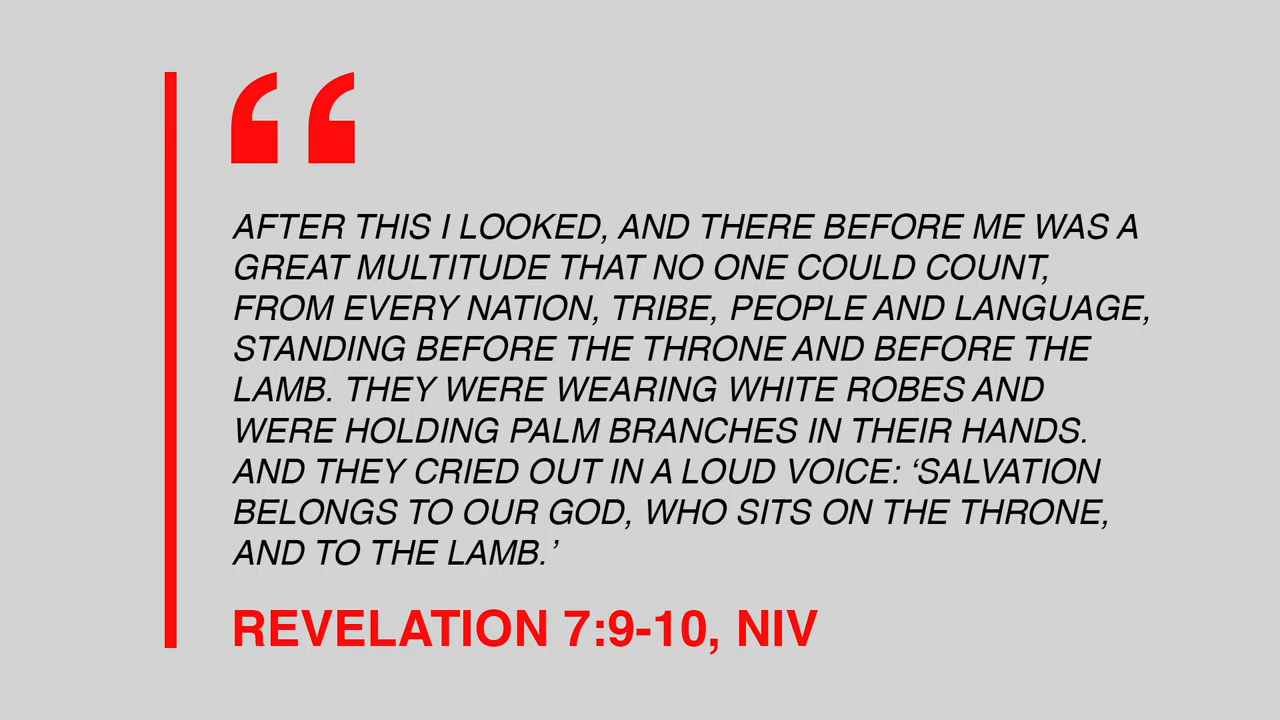 “
AFTER THIS I LOOKED, AND THERE BEFORE ME WAS A
GREAT MULTITUDE THAT NO ONE COULD COUNT,
FROM EVERY NATION, TRIBE, PEOPLE AND LANGUAGE,
STANDING BEFORE THE THRONE AND BEFORE THE
LAMB. THEY WERE WEARING WHITE ROBES AND
WERE HOLDING PALM BRANCHES IN THEIR HANDS.
AND THEY CRIED OUT IN A LOUD VOICE: ‘SALVATION
BELONGS TO OUR GOD, WHO SITS ON THE THRONE,
AND TO THE LAMB.’
REVELATION 7:9-10, NIV